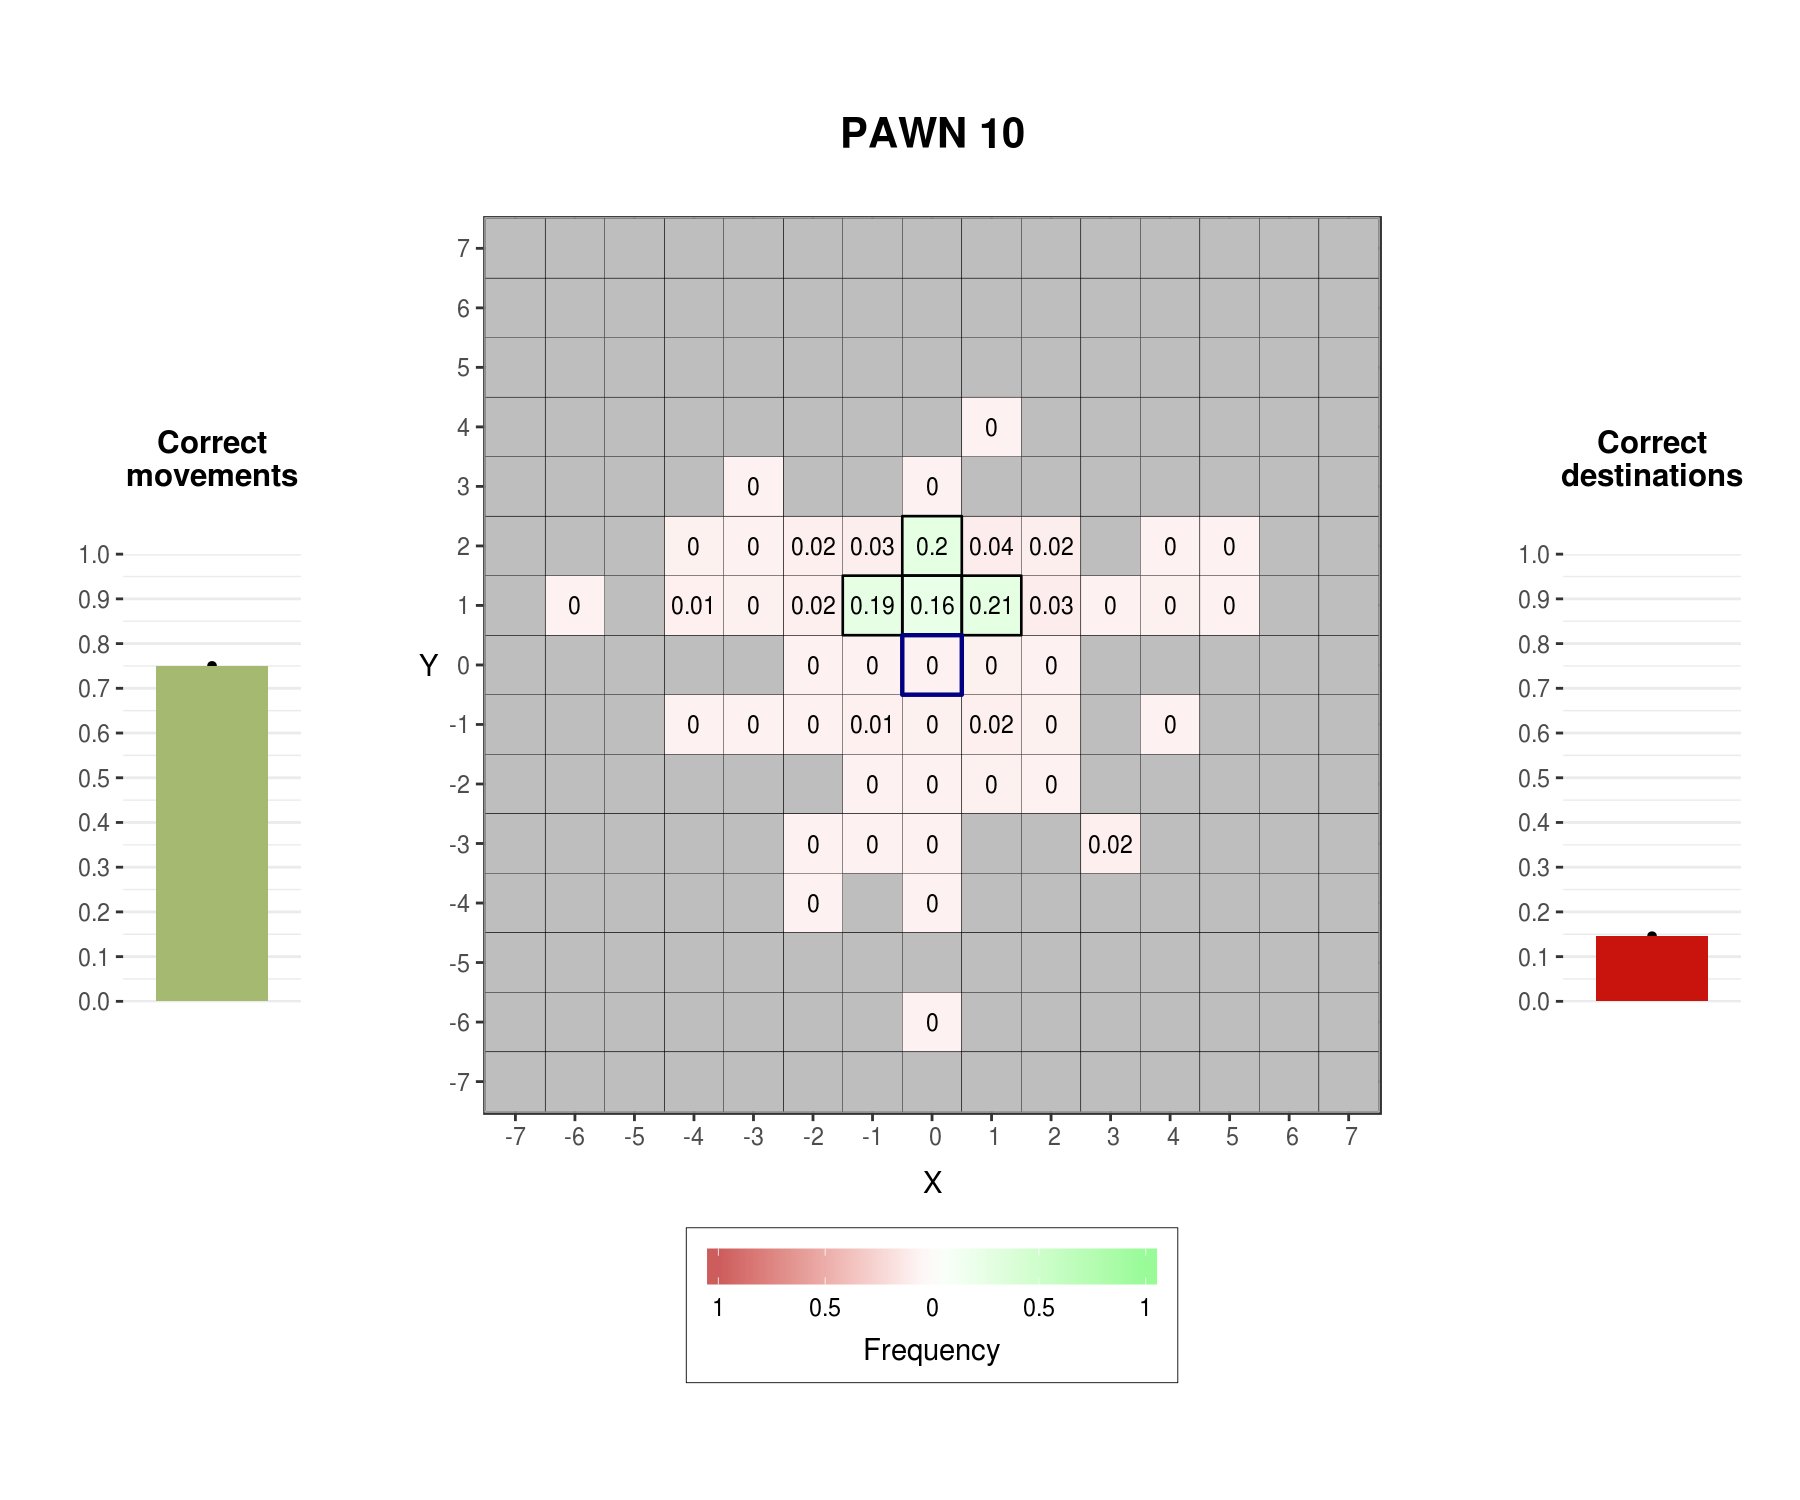 PAWN 10
Correct
movements
1.0
0.9
0.8
0.7
0.6
0.5
0.4
0.3
0.2
0.1
0.0
Y
7
6
5
4 0
3 0 0
2 0 0 0.02 0.03 0.2 0.04 0.02 0 0
1 0 0.01 0 0.02 0.19 0.16 0.21 0.03 0 0 0
0 0 0 0 0 0
-1 0 0 0 0.01 0 0.02 0 0
-2 0 0 0 0
-3 0 0 0 0.02
-4 0 0
-5
-6 0
-7
-7 -6 -5 -4 -3 -2 -1 0 1 2 3 4 5 6 7
X
1 0.5 0 0.5 1
Frequency
Correct
destinations
1.0
0.9
0.8
0.7
0.6
0.5
0.4
0.3
0.2
0.1
0.0